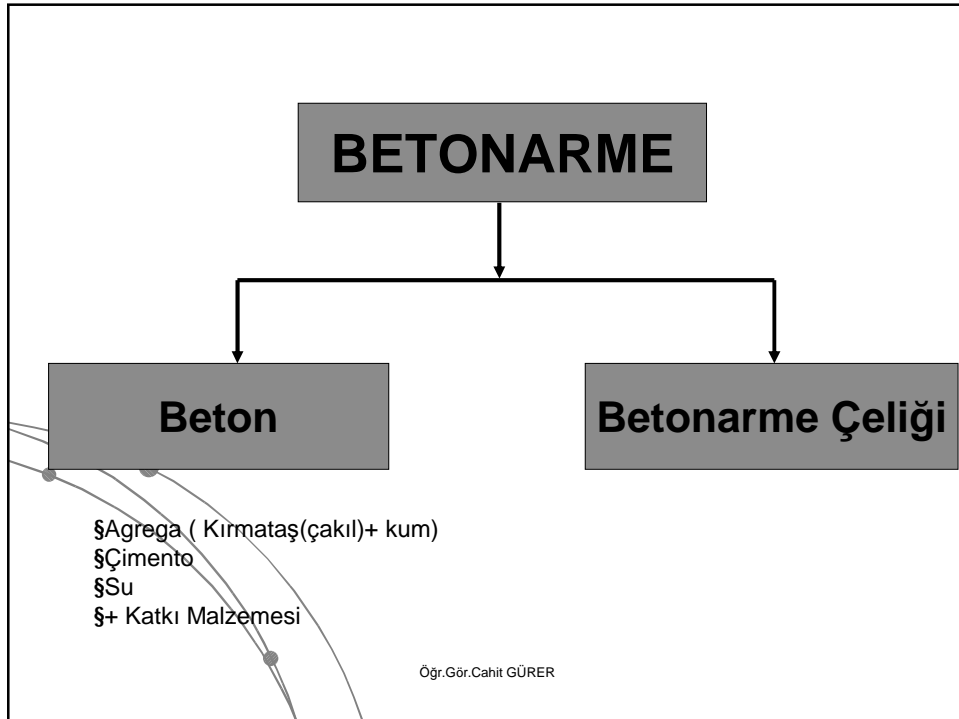 BETONARME
Beton
Betonarme Çeliği
§Agrega ( Kırmataş(çakıl)+ kum)
§Çimento
§Su
§+ Katkı Malzemesi
Öğr.Gör.Cahit GÜRER